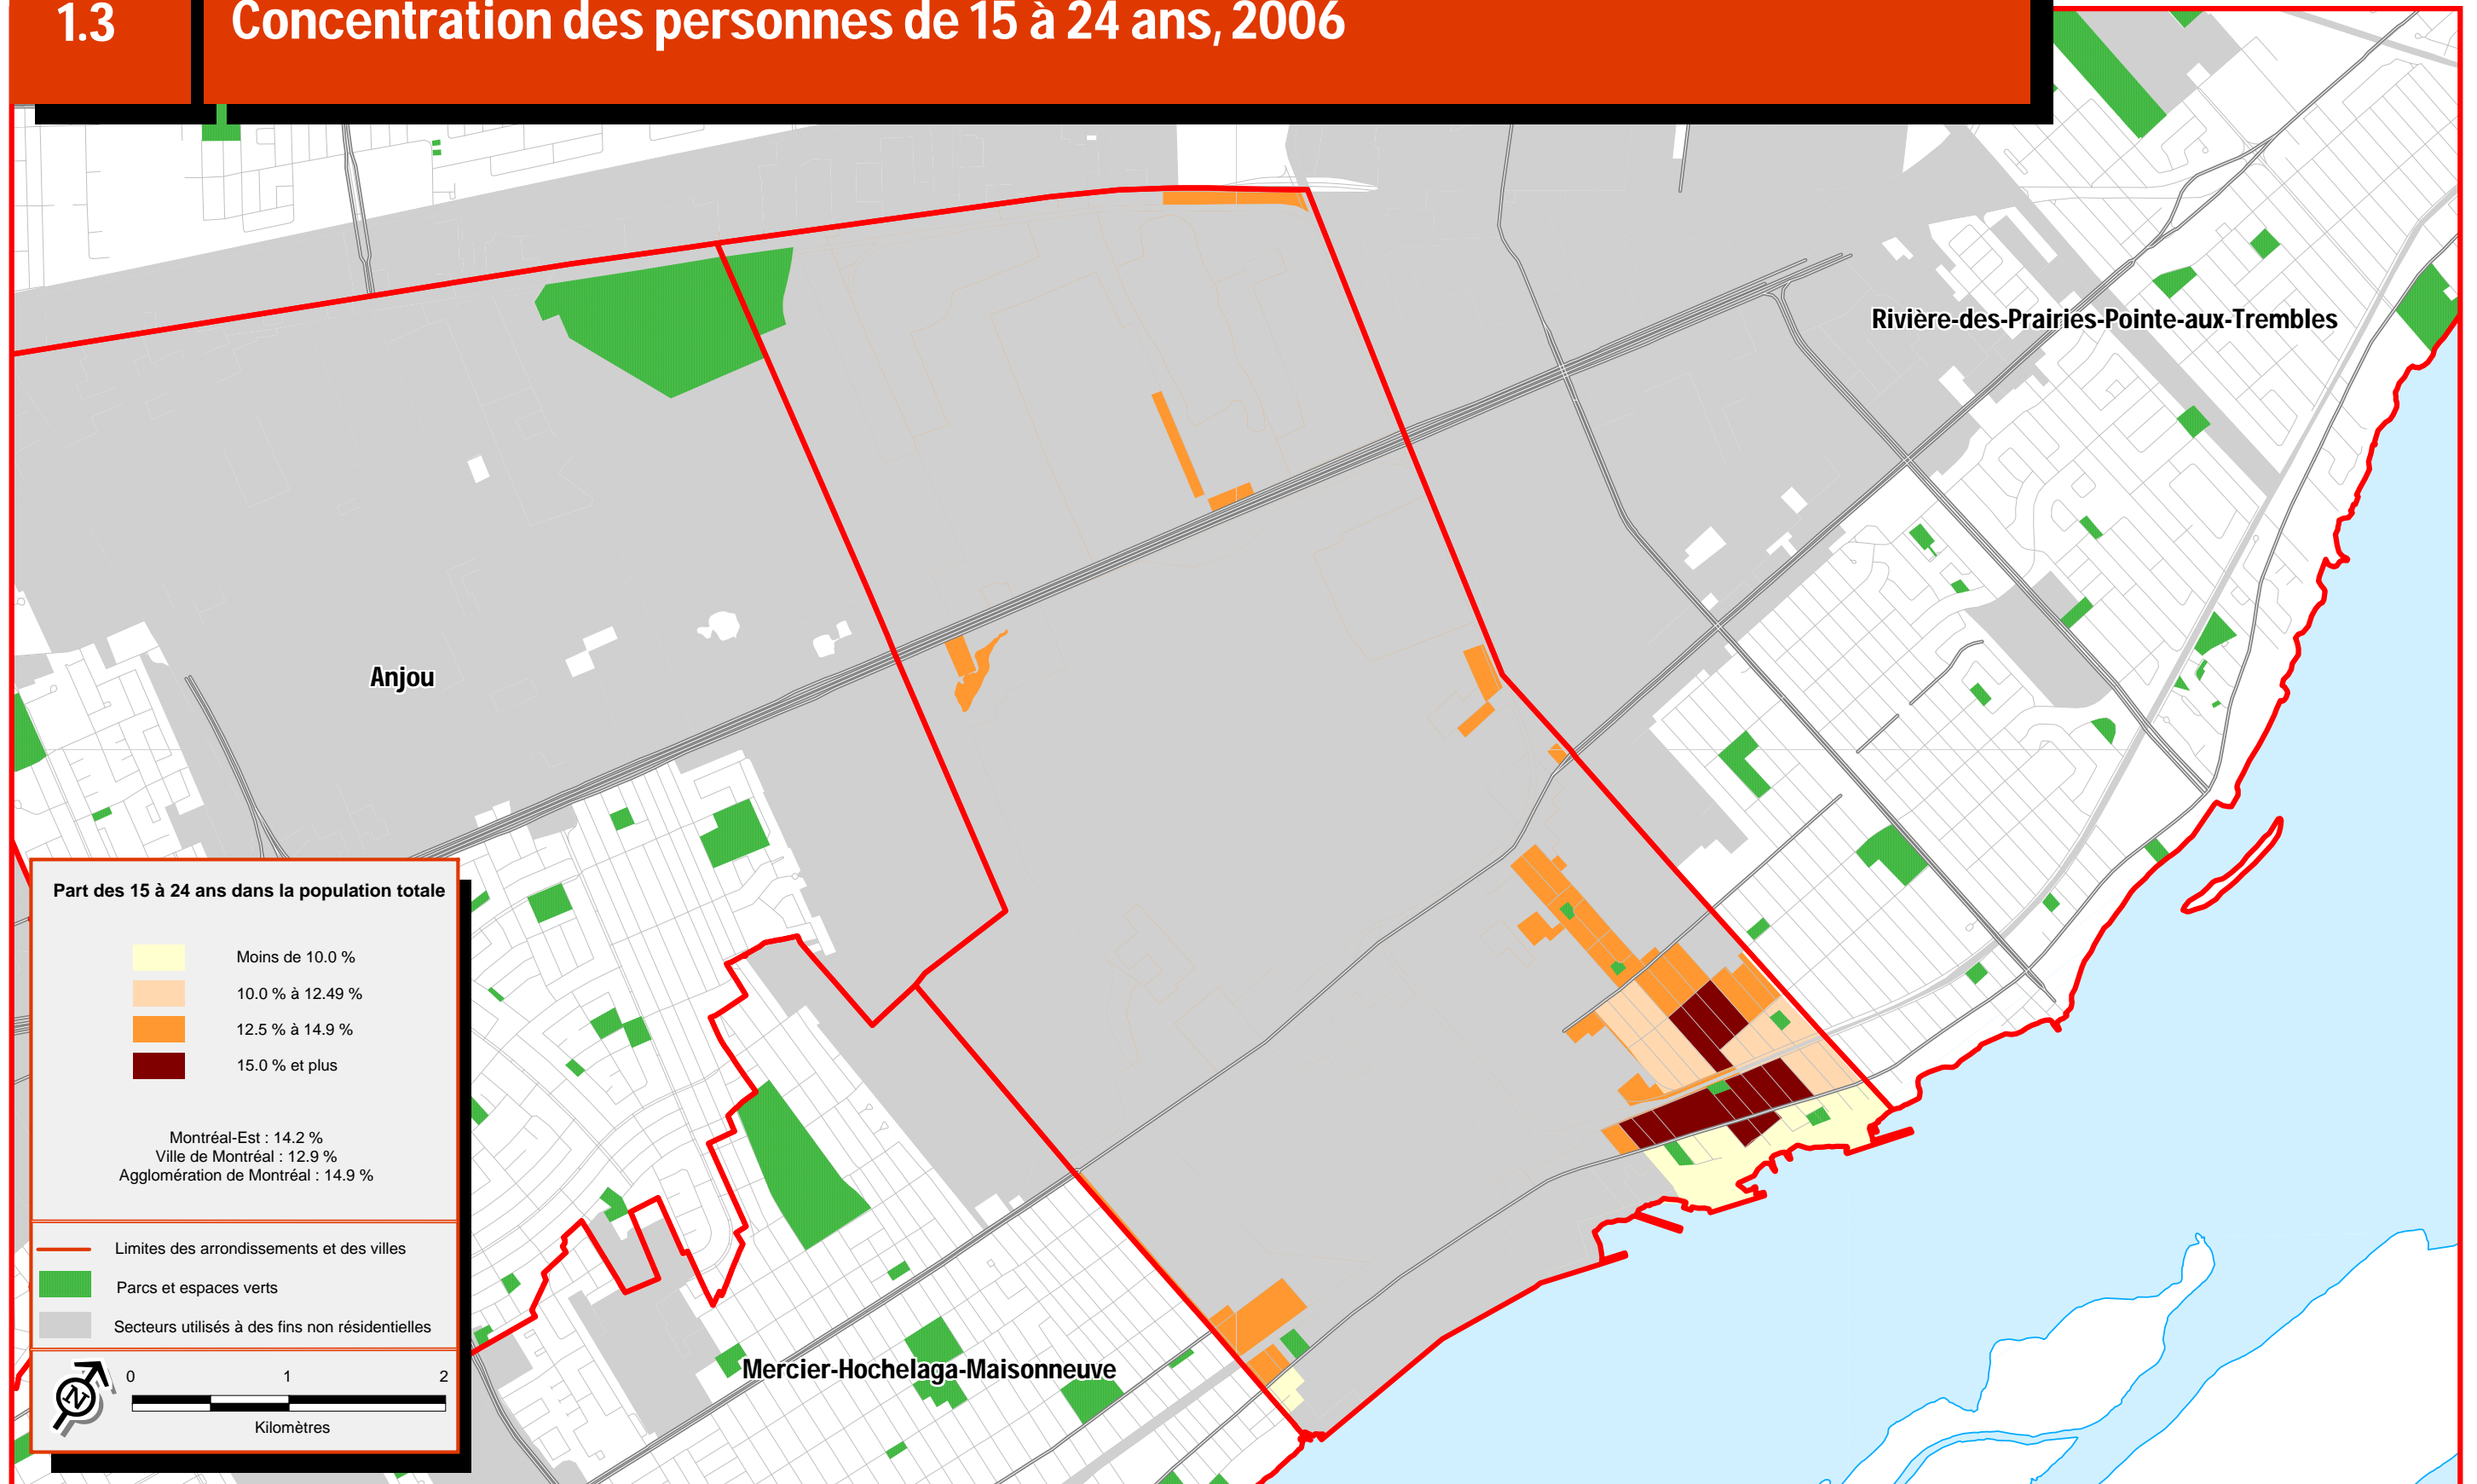 1.3
Concentration des personnes de 15 à 24 ans, 2006
Rivière-des-Prairies-Pointe-aux-Trembles
Anjou
Mercier-Hochelaga-Maisonneuve
Part des 15 à 24 ans dans la population totale
Moins de 10.0 %
10.0 % à 12.49 %
12.5 % à 14.9 %
15.0 % et plus
Montréal-Est : 14.2 %
Ville de Montréal : 12.9 %
Agglomération de Montréal : 14.9 %
Limites des arrondissements et des villes
Parcs et espaces verts
Secteurs utilisés à des fins non résidentielles
N
0 1 2
Kilomètres